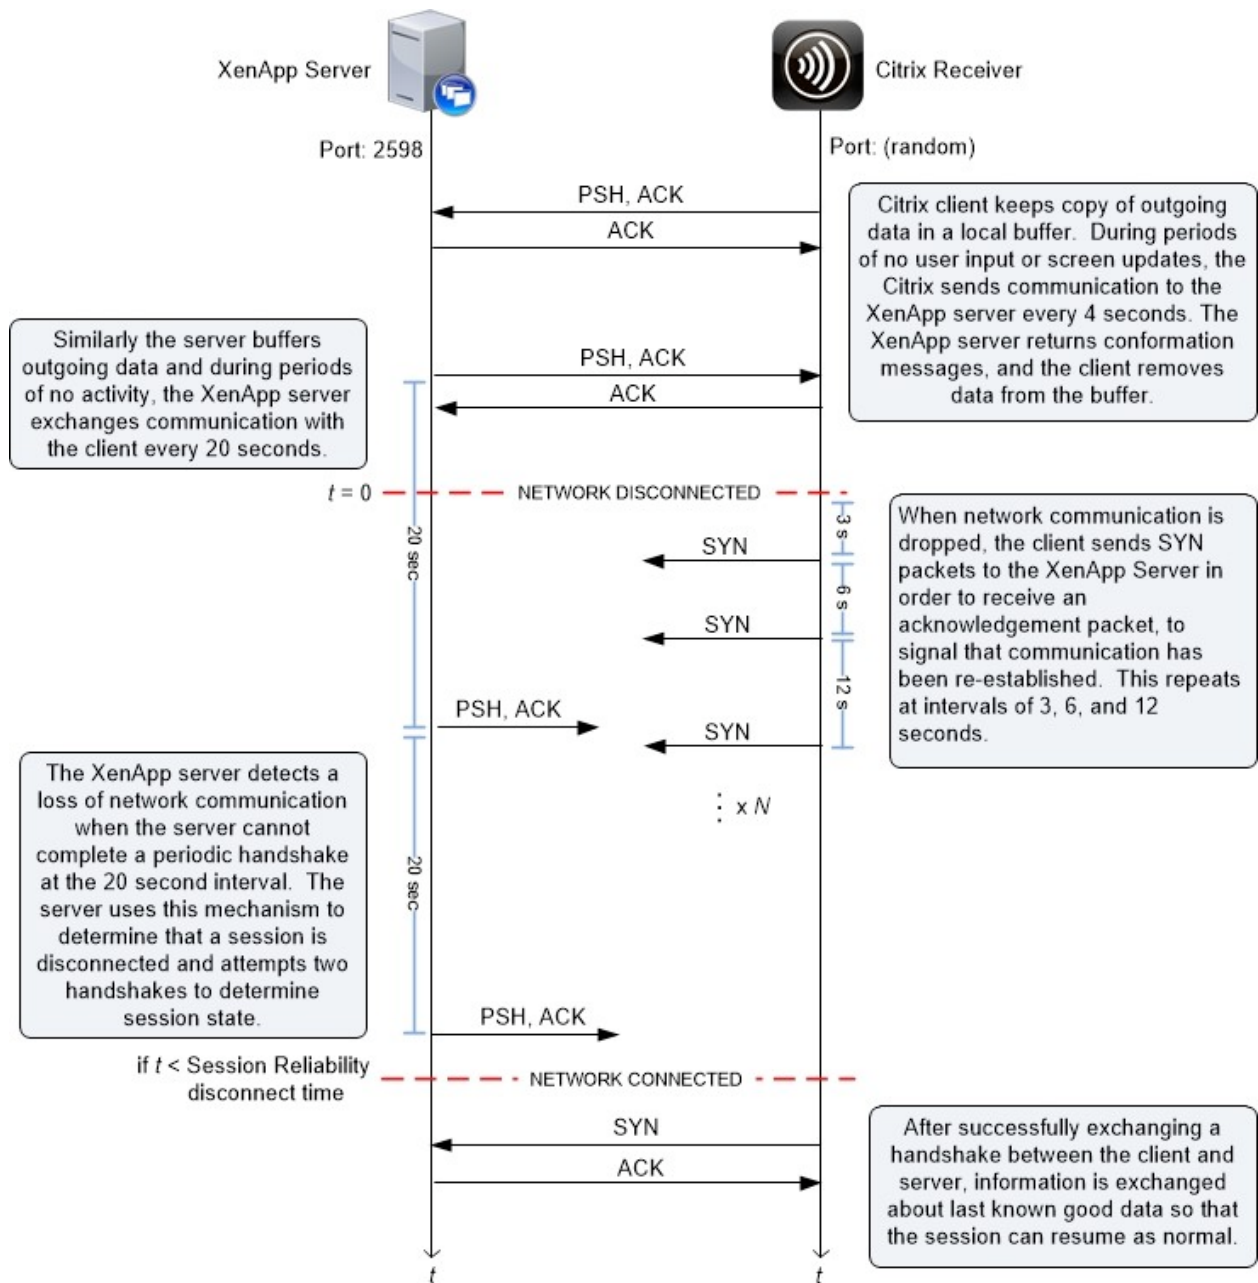 XenApp Server
Citrix Receiver
Port: 2598
Port: (random)
PSH, ACK
ACK
Citrix client keeps copy of outgoing
data in a local buffer.  During periods
of no user input or screen updates, the
Citrix sends communication to the
XenApp server every 4 seconds. The
XenApp server returns conformation
messages, and the client removes
data from the buffer.
Similarly the server buffers
outgoing data and during periods
of no activity, the XenApp server
exchanges communication with
the client every 20 seconds.
PSH, ACK
ACK
t = 0
NETWORK DISCONNECTED
3 s
When network communication is
dropped, the client sends SYN
packets to the XenApp Server in
order to receive an
acknowledgement packet, to
signal that communication has
been re-established.  This repeats
at intervals of 3, 6, and 12
seconds.
20 sec
SYN
6 s
SYN
12 s
PSH, ACK
SYN
The XenApp server detects a
loss of network communication
when the server cannot
complete a periodic handshake
at the 20 second interval.  The
server uses this mechanism to
determine that a session is
disconnected and attempts two
handshakes to determine
session state.
⋮ x N
20 sec
PSH, ACK
if t < Session Reliability
disconnect time
NETWORK CONNECTED
SYN
ACK
After successfully exchanging a
handshake between the client and
server, information is exchanged
about last known good data so that
the session can resume as normal.
t
t